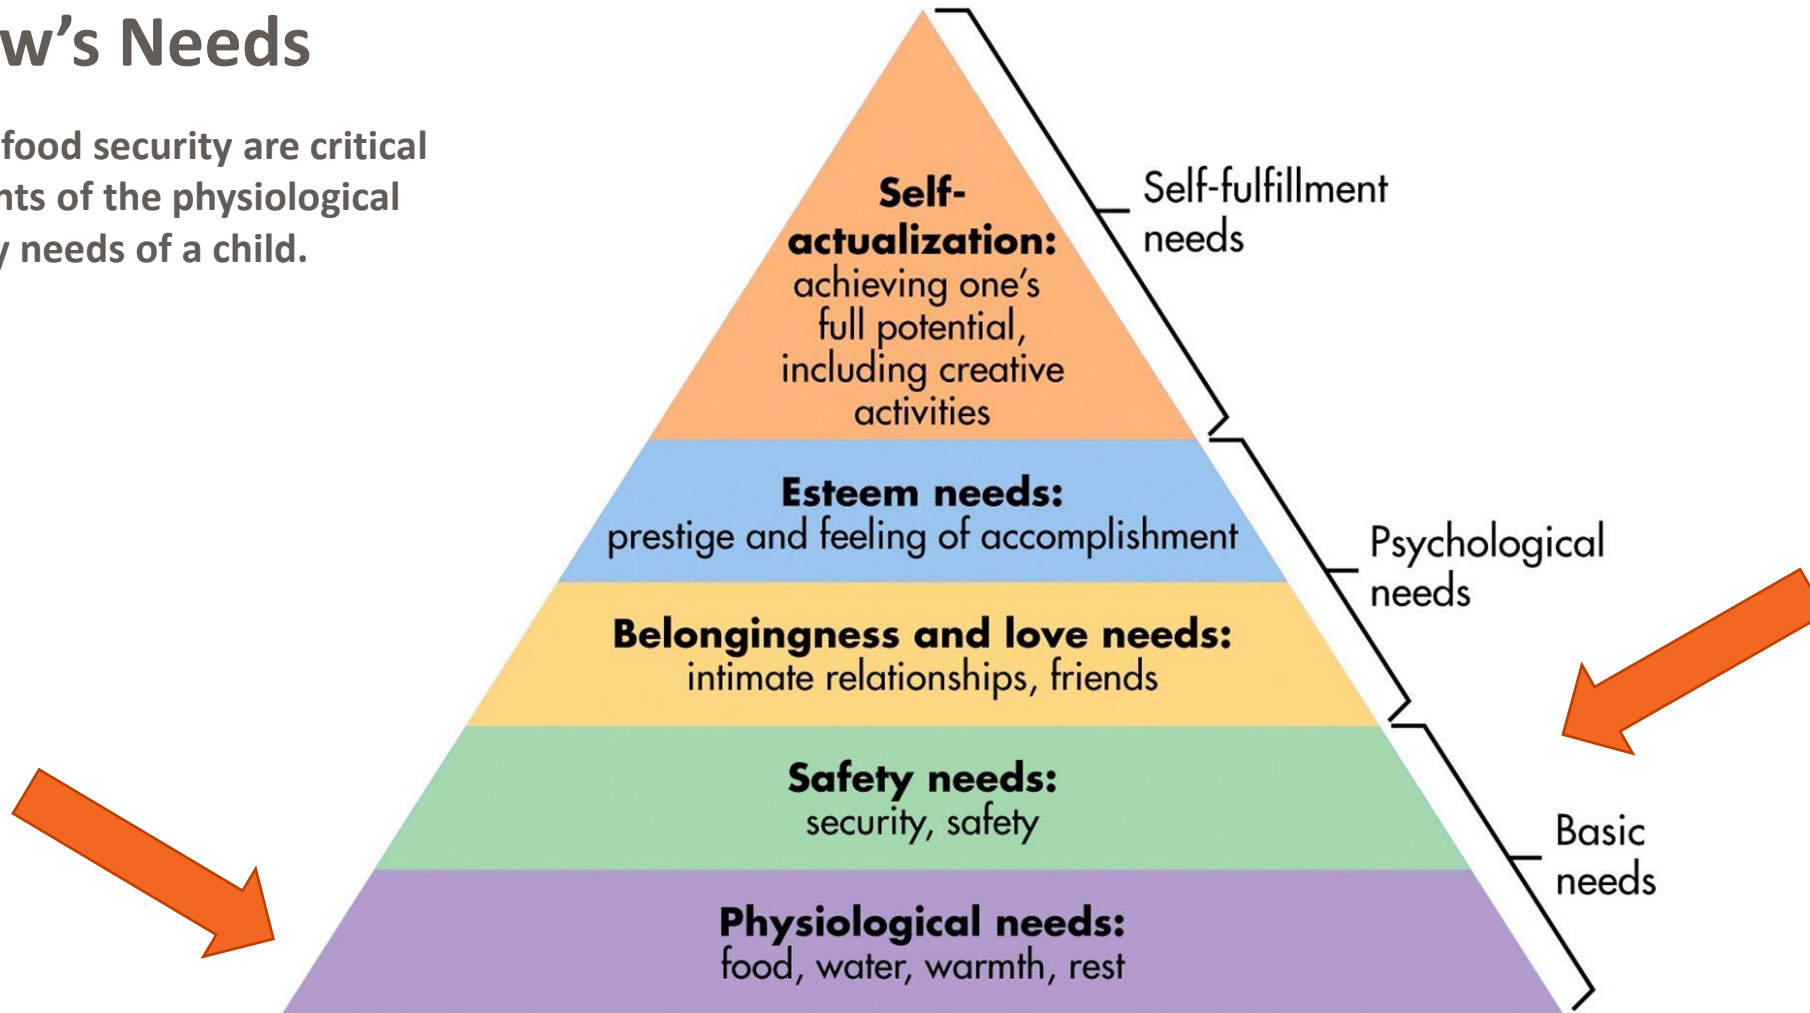 w's Needs
food security are critical
nts of the physiological
y needs of a child.
Self-
actualization:
achieving one's
full potential,
including creative
activities
Self-fulfillment
needs
Esteem needs:
prestige and feeling of accomplishment
Psychological
needs
Belongingness and love needs:
intimate relationships, friends
Safety needs:
security, safety
Basic
needs
Physiological needs:
food, water, warmth, rest